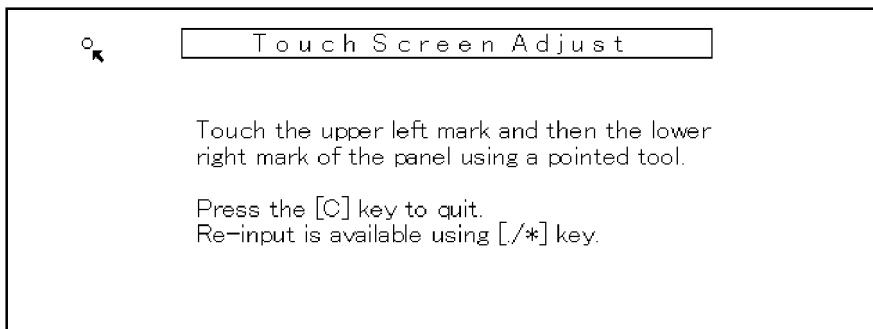 Touch Screen Adjust
Touch the upper left mark and then the lower
right mark of the panel using a pointed tool.
Press the [C] key to quit.
Re-input is available using [./*] key.